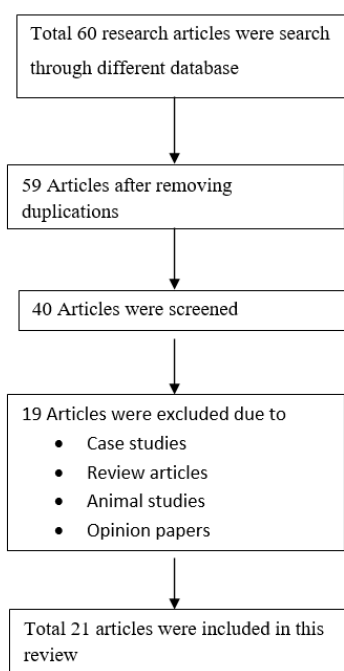 Total 60 research articles were search
through different database
59 Articles after removing
duplications
40 Articles were screened
19 Articles were excluded due to
• Case studies
• Review articles
• Animal studies
• Opinion papers
Total 21 articles were included in this
review